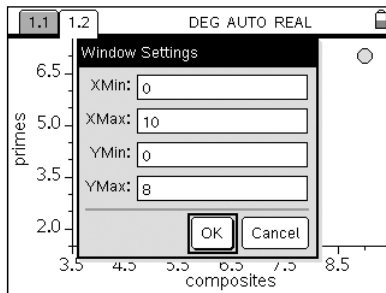 1.1 1.2 DEG AUTO REAL
Window Settings
XMin: 0
XMax: 10
YMin: 0
YMax: 8
OK Cancel
6.5
5.0
3.5
2.0
primes
3.5 4.5 5.5 6.5 7.5 8.5
composites